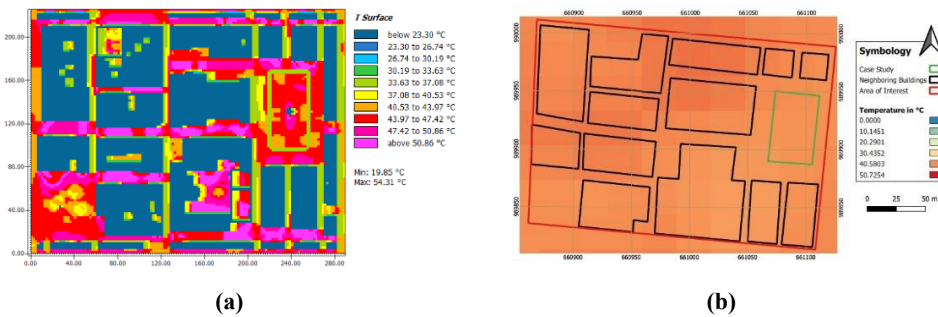 T Surface
below 23.30 °C
23.30 to 26.74 °C
26.74 to 30.19 °C
30.19 to 33.63 °C
33.63 to 37.08 °C
37.08 to 40.53 °C
40.53 to 43.97 °C
43.97 to 47.42 °C
47.42 to 50.86 °C
above 50.86 °C
Min: 19.85 °C
Max: 54.31 °C
200.00
160.00
120.00
80.00
40.00
0.00
0.00 40.00 80.00 120.00 160.00 200.00 240.00 280.00
(a)
660900 660950 661000 661050 661100
660900 660950 661000 661050 661100
Symbology
Case Study
Neighboring Buildings
Area of Interest
Temperature in °C
0.0000
10.1451
20.2901
30.4352
40.5803
50.7254
0 25 50 m
(b)